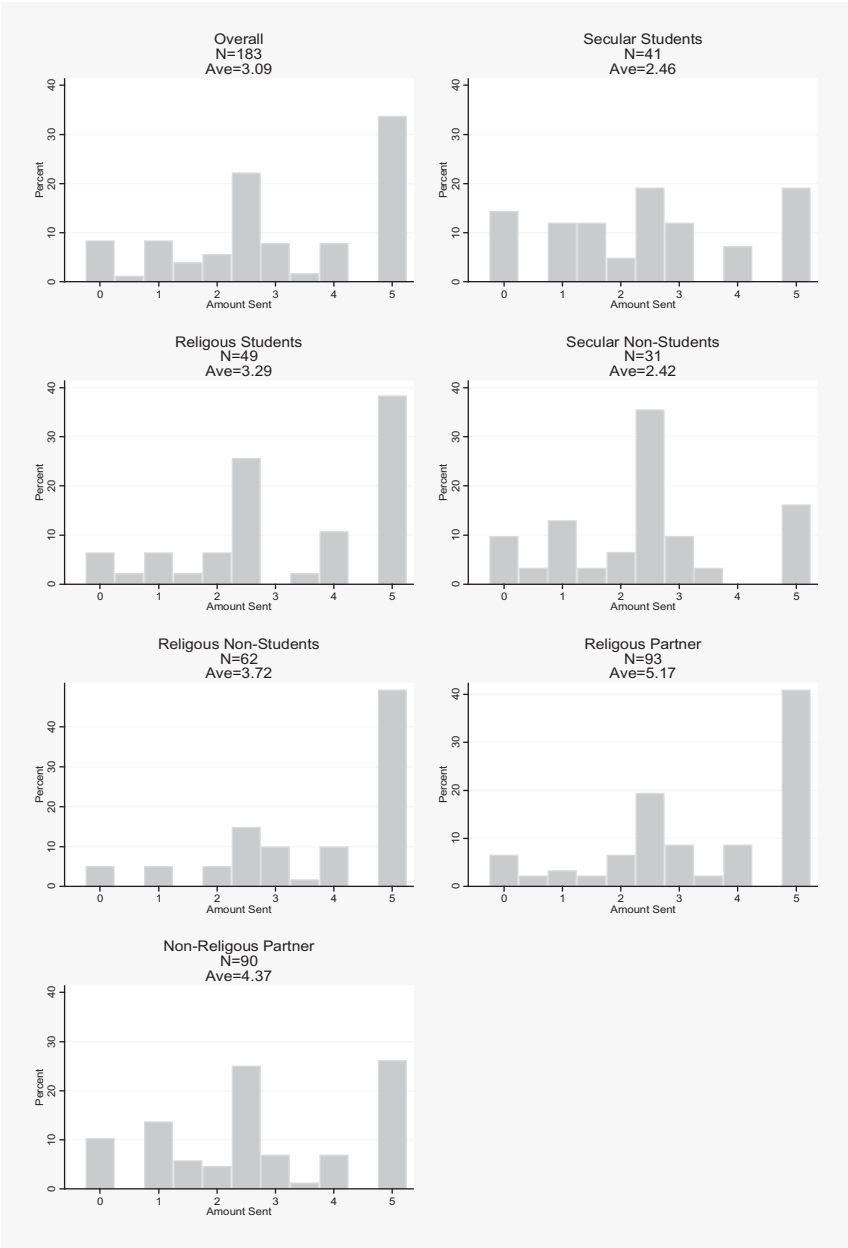 Overall
N=183
Ave=3.09
Percent
0
10
20
30
40
0 1 2 3 4 5
Amount Sent
Secular Students
N=41
Ave=2.46
Percent
0
10
20
30
40
0 1 2 3 4 5
Amount Sent
Religous Students
N=49
Ave=3.29
Percent
0
10
20
30
40
0 1 2 3 4 5
Amount Sent
Secular Non-Students
N=31
Ave=2.42
Percent
0
10
20
30
40
0 1 2 3 4 5
Amount Sent
Religous Non-Students
N=62
Ave=3.72
Percent
0
10
20
30
40
0 1 2 3 4 5
Amount Sent
Religous Partner
N=93
Ave=5.17
Percent
0
10
20
30
40
0 1 2 3 4 5
Amount Sent
Non-Religous Partner
N=90
Ave=4.37
Percent
0
10
20
30
40
0 1 2 3 4 5
Amount Sent